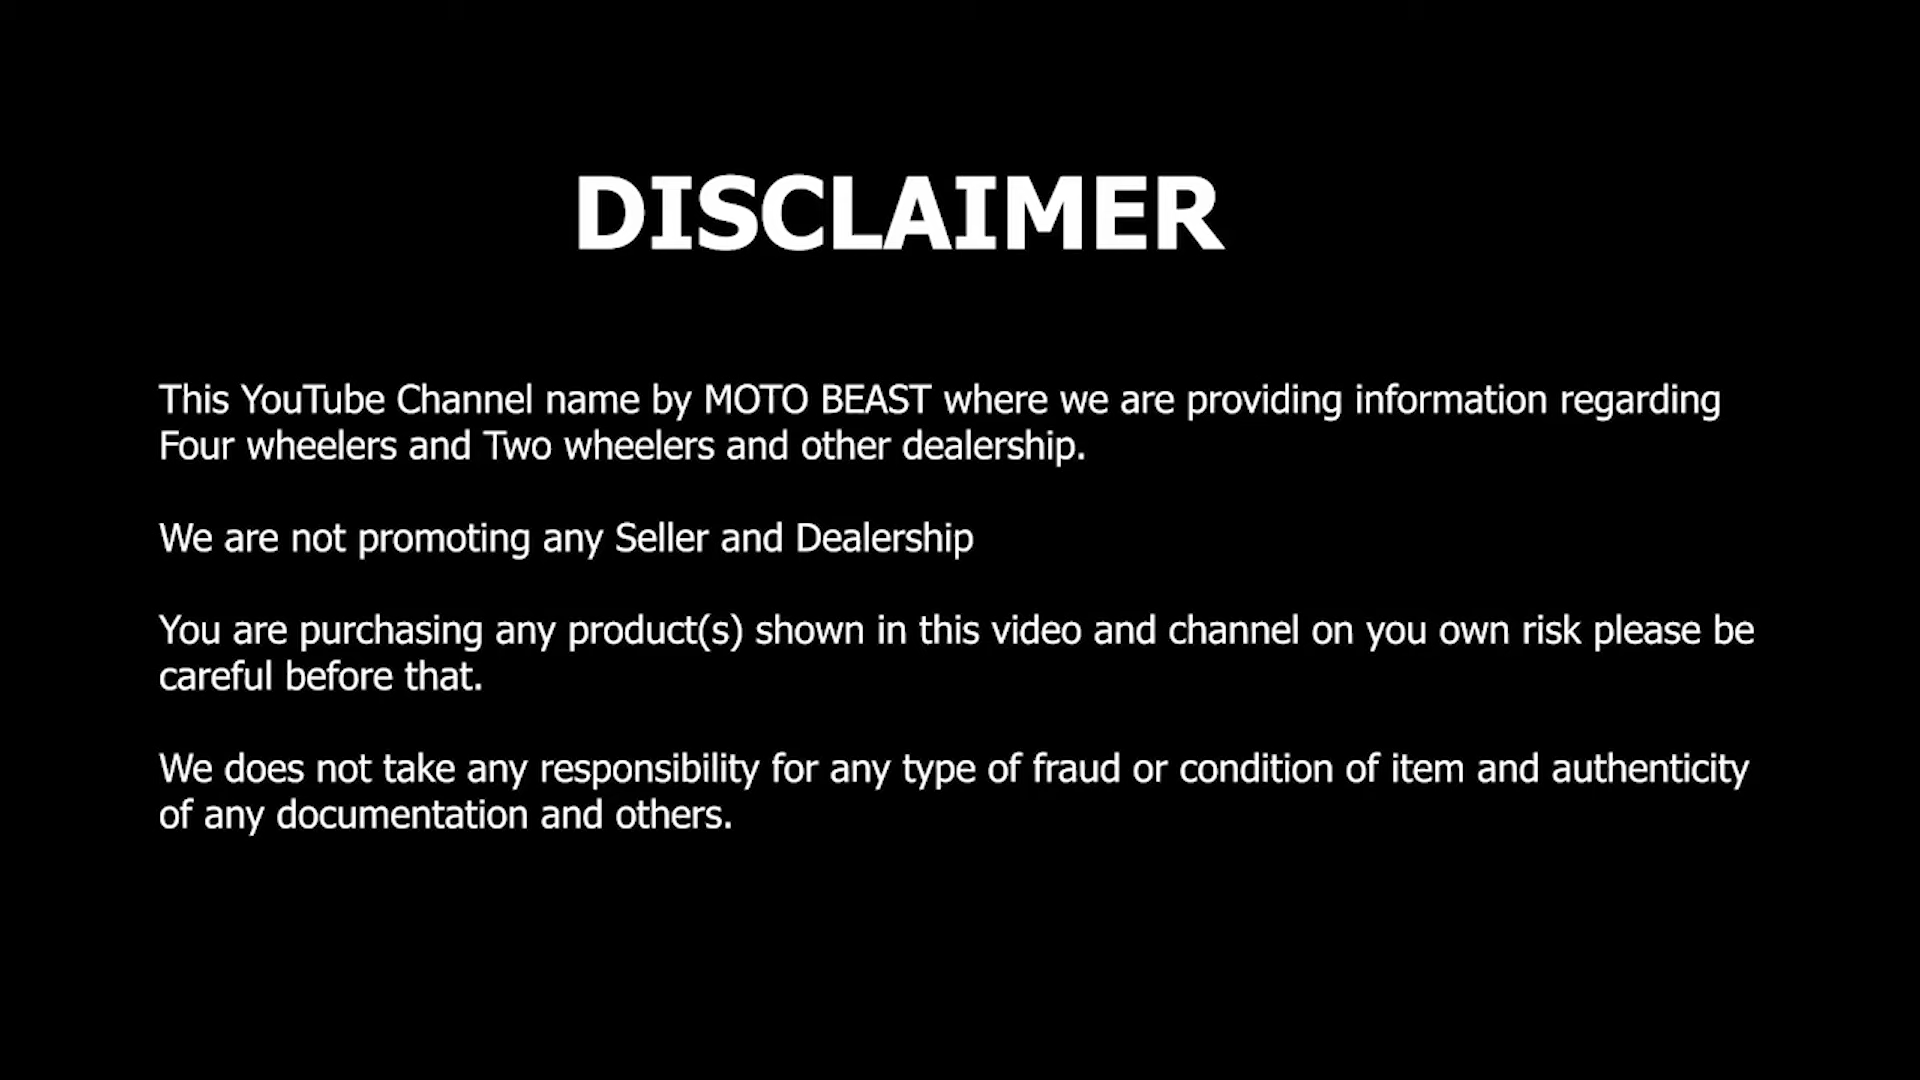 DISCLAIMER
This YouTube Channel name by MOTO BEAST where we are providing information regarding
Four wheelers and Two wheelers and other dealership.
We are not promoting any Seller and Dealership
You are purchasing any product(s) shown in this video and channel on you own risk please be
careful before that.
We does not take any responsibility for any type of fraud or condition of item and authenticity
of any documentation and others.